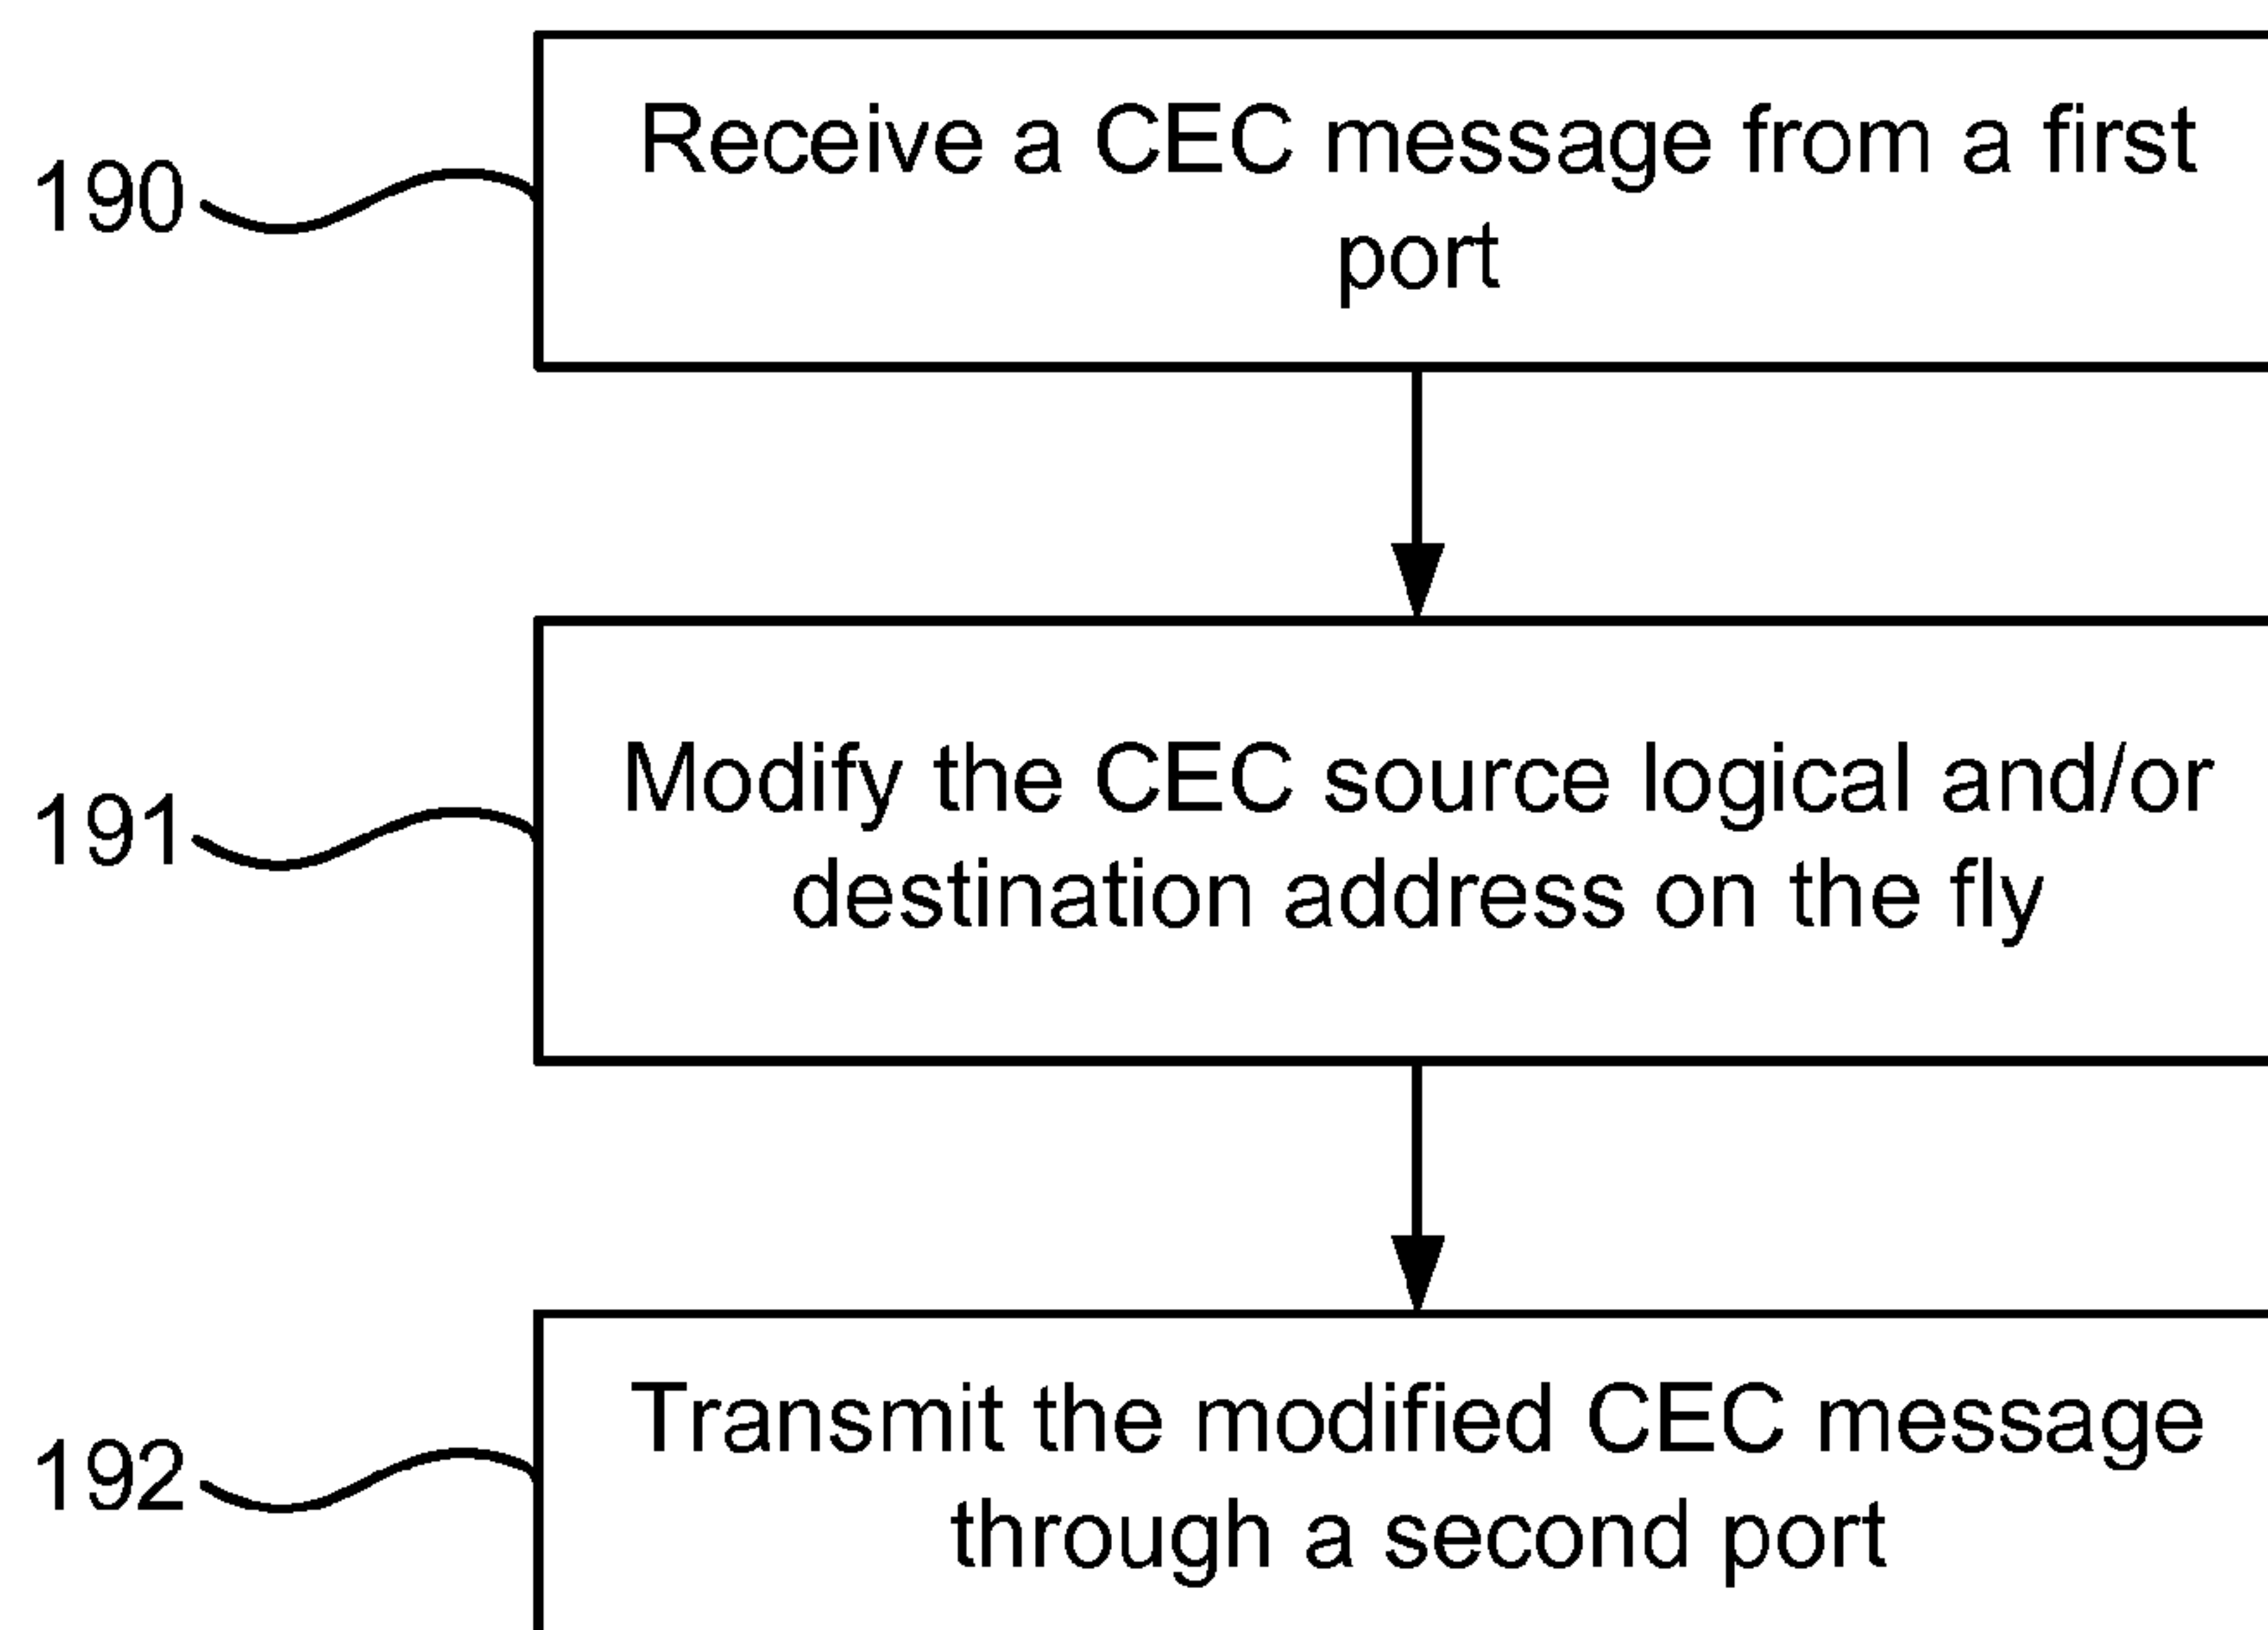 190
Receive a CEC message from a first
port
191
Modify the CEC source logical and/or
destination address on the fly
192
Transmit the modified CEC message
through a second port